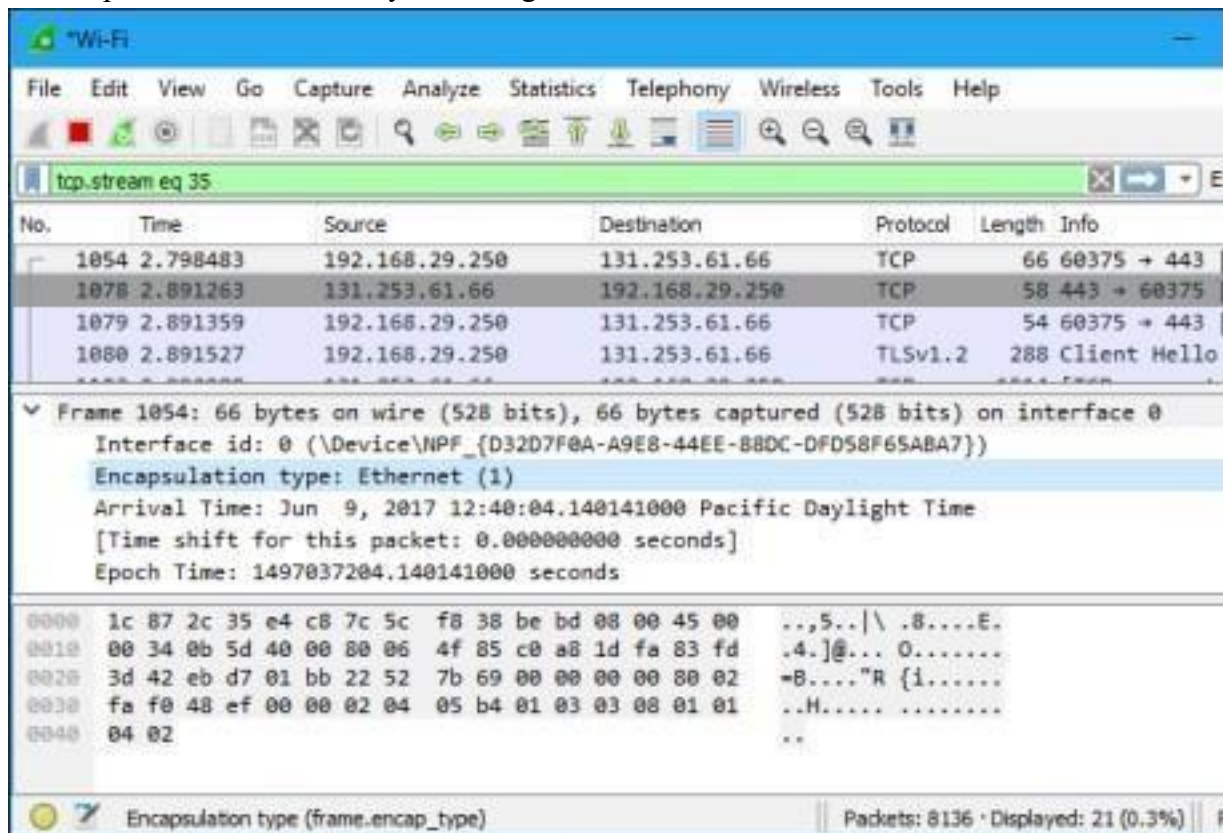 *Wi-Fi
File Edit View Go Capture Analyze Statistics Telephony Wireless Tools Help
tcp.stream eq 35
No. Time Source Destination Protocol Length Info
1054 2.798483 192.168.29.250 131.253.61.66 TCP 66 60375 → 443 [
1078 2.891263 131.253.61.66 192.168.29.250 TCP 58 443 → 60375 [
1079 2.891359 192.168.29.250 131.253.61.66 TCP 54 60375 → 443 [
1080 2.891527 192.168.29.250 131.253.61.66 TLSv1.2 288 Client Hello
Frame 1054: 66 bytes on wire (528 bits), 66 bytes captured (528 bits) on interface 0
Interface id: 0 (\Device\NPF_{D32D7F0A-A9E8-44EE-88DC-DFD58F65ABA7})
Encapsulation type: Ethernet (1)
Arrival Time: Jun 9, 2017 12:40:04.140141000 Pacific Daylight Time
[Time shift for this packet: 0.000000000 seconds]
Epoch Time: 1497037204.140141000 seconds
0000 1c 87 2c 35 e4 c8 7c 5c f8 38 be bd 08 00 45 00 ..,5..|\ .8....E.
0010 00 34 0b 5d 40 00 80 06 4f 85 c0 a8 1d fa 83 fd .4.]@... O.......
0020 3d 42 eb d7 01 bb 22 52 7b 69 00 00 00 00 80 02 =B...."R {i......
0030 fa f0 48 ef 00 00 02 04 05 b4 01 03 03 08 01 01 ..H..... ........
0040 04 02 ..
Encapsulation type (frame.encap_type) Packets: 8136 · Displayed: 21 (0.3%)